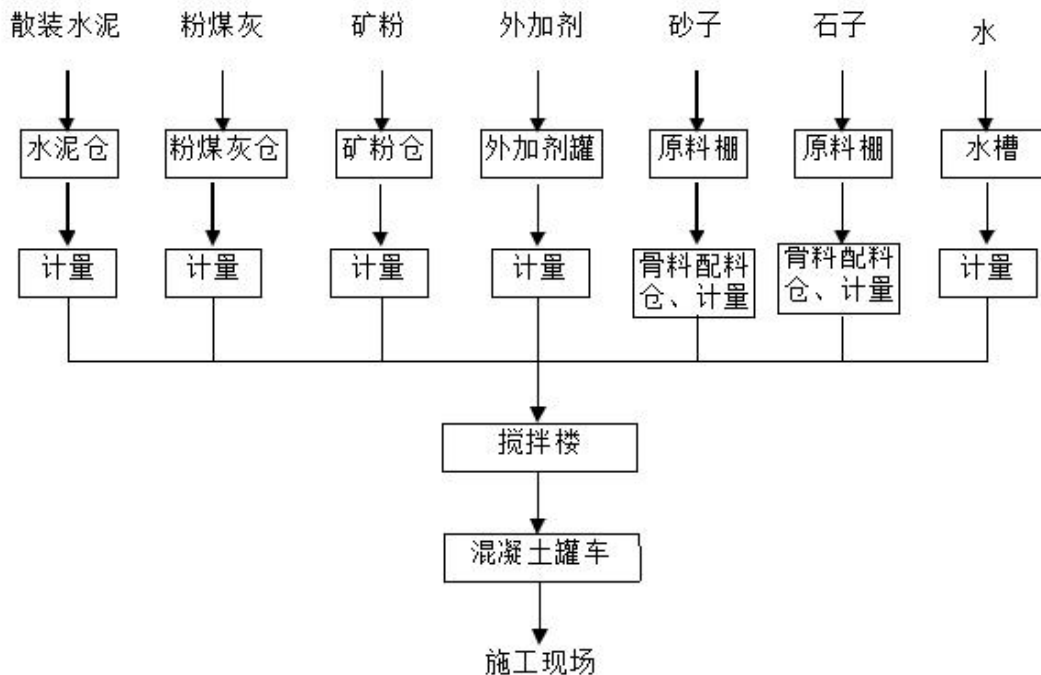 散装水泥 粉煤灰 矿粉 外加剂 砂子 石子 水
水泥仓 粉煤灰仓 矿粉仓 外加剂罐 原料棚 原料棚 水槽
计量 计量 计量 计量 骨料配料 骨料配料 计量
仓、计量 仓、计量
搅拌楼
混凝土罐车
施工现场